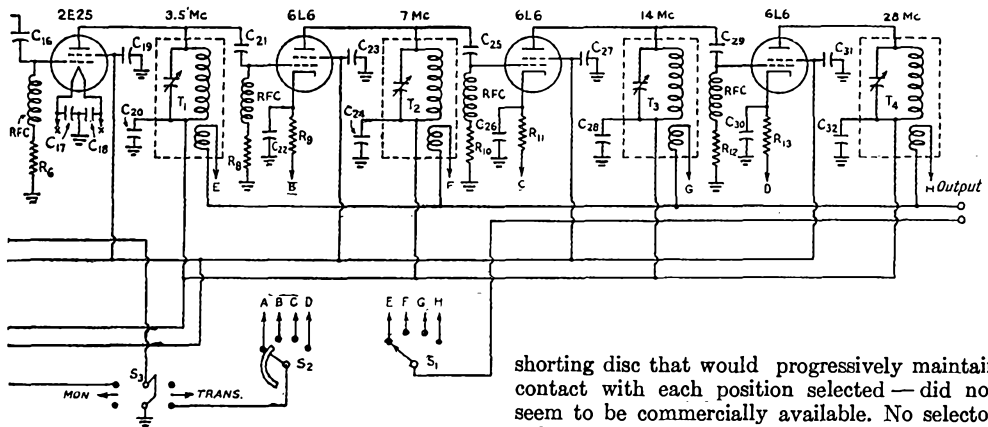 2E25 3.5 Mc 6L6 7 Mc 6L6 14 Mc 6L6 28 Mc
C16 C19 C21 C23 C25 C27 C29 C31
T1 T2 T3 T4
RFC C20 RFC C24 RFC C28 RFC C32
C17 C18 C22 R9 C26 R11 C30 R13
R6 R8 R10 R12
E B F C G D H Output
A B C D E F G H
S3 S2 S1
MON TRANS.
shorting disc that would progressively maintain
contact with each position selected — did no
seem to be commercially available. No selecto